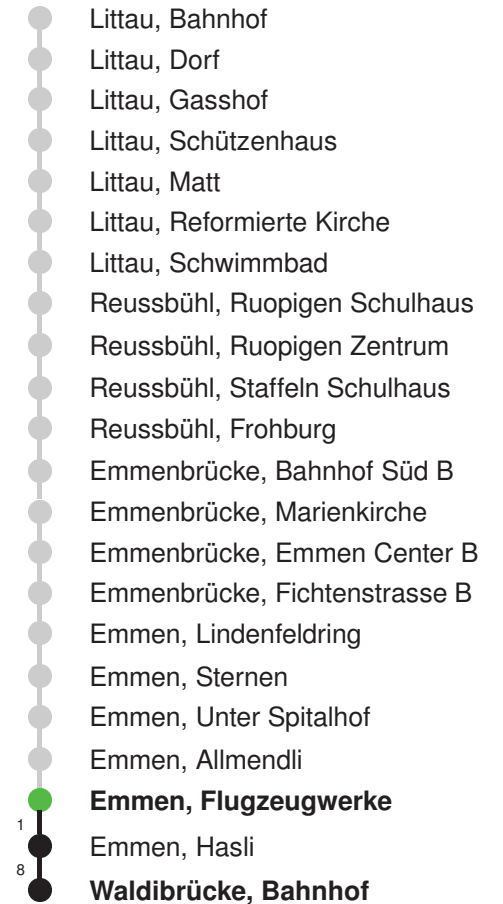 Littau, Bahnhof
Littau, Dorf
Littau, Gasshof
Littau, Schützenhaus
Littau, Matt
Littau, Reformierte Kirche
Littau, Schwimmbad
Reussbühl, Ruopigen Schulhaus
Reussbühl, Ruopigen Zentrum
Reussbühl, Staffeln Schulhaus
Reussbühl, Frohburg
Emmenbrücke, Bahnhof Süd B
Emmenbrücke, Marienkirche
Emmenbrücke, Emmen Center B
Emmenbrücke, Fichtenstrasse B
Emmen, Lindenfeldring
Emmen, Sternen
Emmen, Unter Spitalhof
Emmen, Allmendli
Emmen, Flugzeugwerke
1
Emmen, Hasli
8
Waldibrücke, Bahnhof